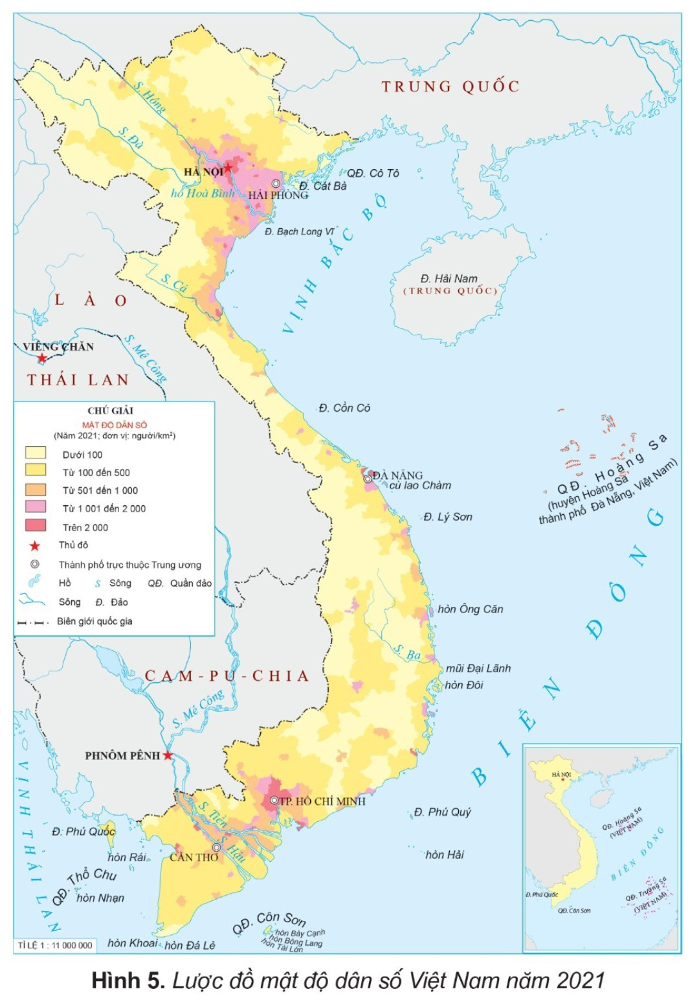 TRUNG QUỐC
S. Hồng
S. Đà
HÀ NỘI
hồ Hoà Bình
HẢI PHÒNG
QĐ. Cô Tô
Đ. Cát Bà
Đ. Bạch Long Vĩ
VỊNH BẮC BỘ
Đ. Hải Nam
(TRUNG QUỐC)
S. Cả
LÀO
VIÊNG CHĂN
S. Mê Công
THÁI LAN
Đ. Cồn Cỏ
CHÚ GIẢI
MẬT ĐỘ DÂN SỐ
(Năm 2021; đơn vị: người/km²)
Dưới 100
Từ 100 đến 500
Từ 501 đến 1 000
Từ 1 001 đến 2 000
Trên 2 000
Thủ đô
Thành phố trực thuộc Trung ương
Hồ
S Sông
QĐ. Quần đảo
Sông
Đ. Đảo
Biên giới quốc gia
QĐ. Hoàng Sa
(huyện Hoàng Sa
thành phố Đà Nẵng, Việt Nam)
ĐÀ NẴNG
cù lao Chàm
Đ. Lý Sơn
BIỂN ĐÔNG
hòn Ông Căn
S. Ba
mũi Đại Lãnh
hòn Đôi
CAM-PU-CHIA
S. Mê Công
PHNÔM PÊNH
VỊNH THÁI LAN
TP. HỒ CHÍ MINH
S. Tiền
S. Hậu
CẦN THƠ
Đ. Phú Quốc
hòn Rái
QĐ. Thổ Chu
hòn Nhạn
Đ. Phú Quý
hòn Hải
QĐ. Côn Sơn
hòn Bảy Cạnh
hòn Bông Lang
hòn Tài Lớn
hòn Khoai
hòn Đá Lẻ
TỈ LỆ 1 : 11 000 000
HÀ NỘI
QĐ. Hoàng Sa
(VIỆT NAM)
BIỂN ĐÔNG
QĐ. Trường Sa
(VIỆT NAM)
Đ. Phú Quốc
QĐ. Côn Sơn
Hình 5. Lược đồ mật độ dân số Việt Nam năm 2021